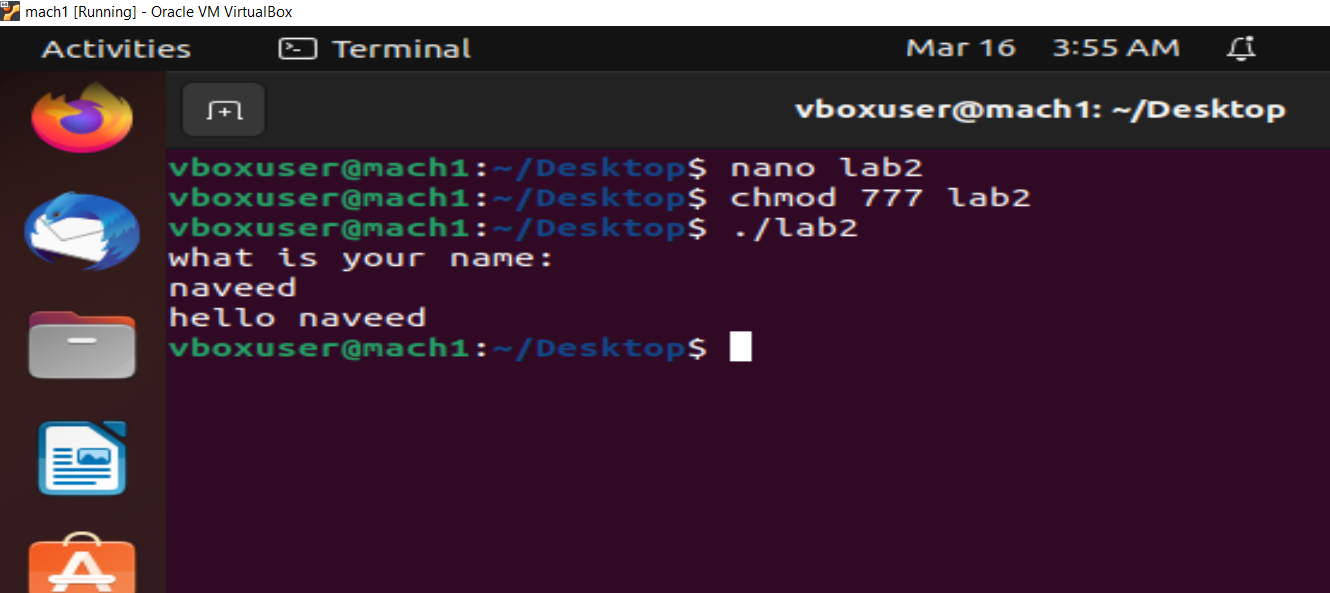 mach1 [Running] - Oracle VM VirtualBox
Activities Terminal Mar 16 3:55 AM
vboxuser@mach1: ~/Desktop
vboxuser@mach1:~/Desktop$ nano lab2
vboxuser@mach1:~/Desktop$ chmod 777 lab2
vboxuser@mach1:~/Desktop$ ./lab2
what is your name:
naveed
hello naveed
vboxuser@mach1:~/Desktop$